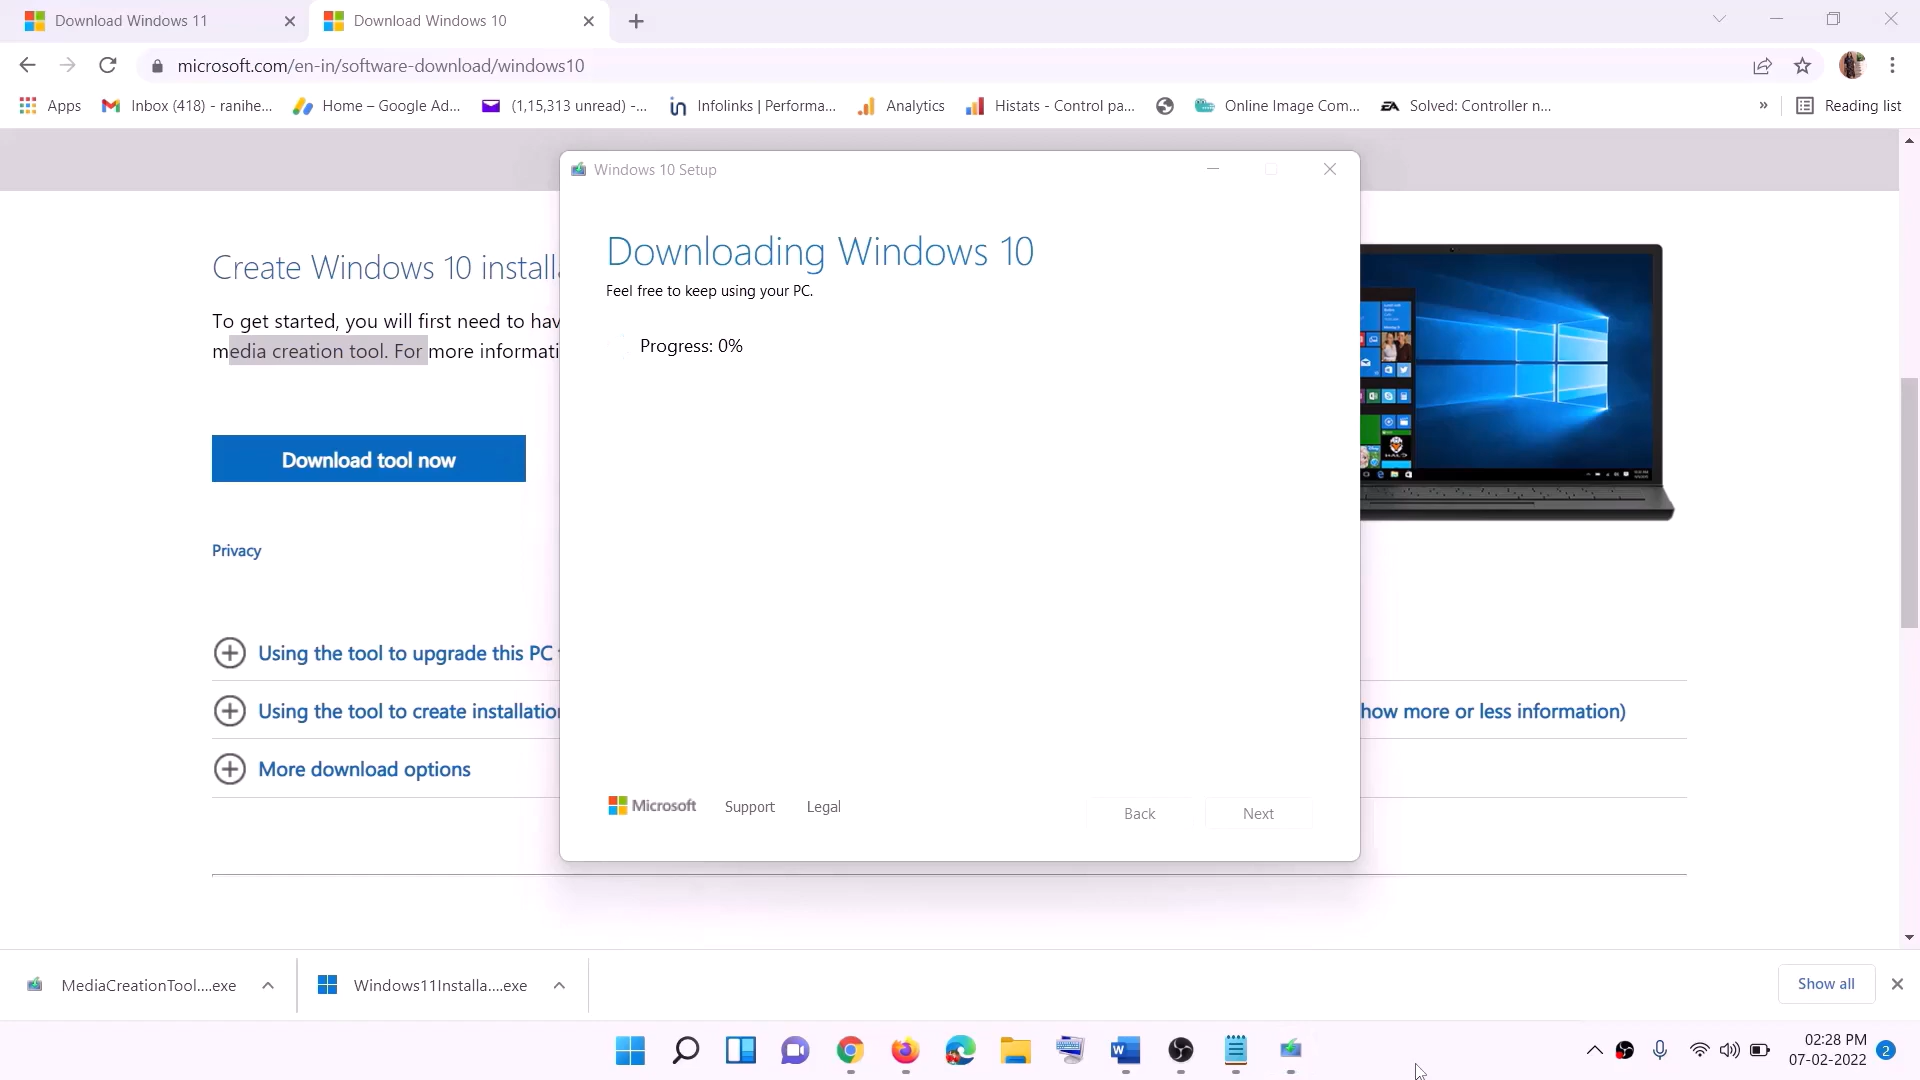 Download Windows 11
Download Windows 10
microsoft.com/en-in/software-download/windows10
Apps
Inbox (418) - ranihe...
Home – Google Ad...
(1,15,313 unread) -...
Infolinks | Performa...
Analytics
Histats - Control pa...
Online Image Com...
Solved: Controller n...
»
Reading list
Windows 10 Setup
Downloading Windows 10
Feel free to keep using your PC.
Progress: 0%
Create Windows 10 install
To get started, you will first need to hav
media creation tool. For more informati
Download tool now
Privacy
Using the tool to upgrade this PC
Using the tool to create installation
how more or less information)
More download options
Microsoft
Support
Legal
Back
Next
MediaCreationTool....exe
Windows11Installa....exe
Show all
02:28 PM
07-02-2022
2